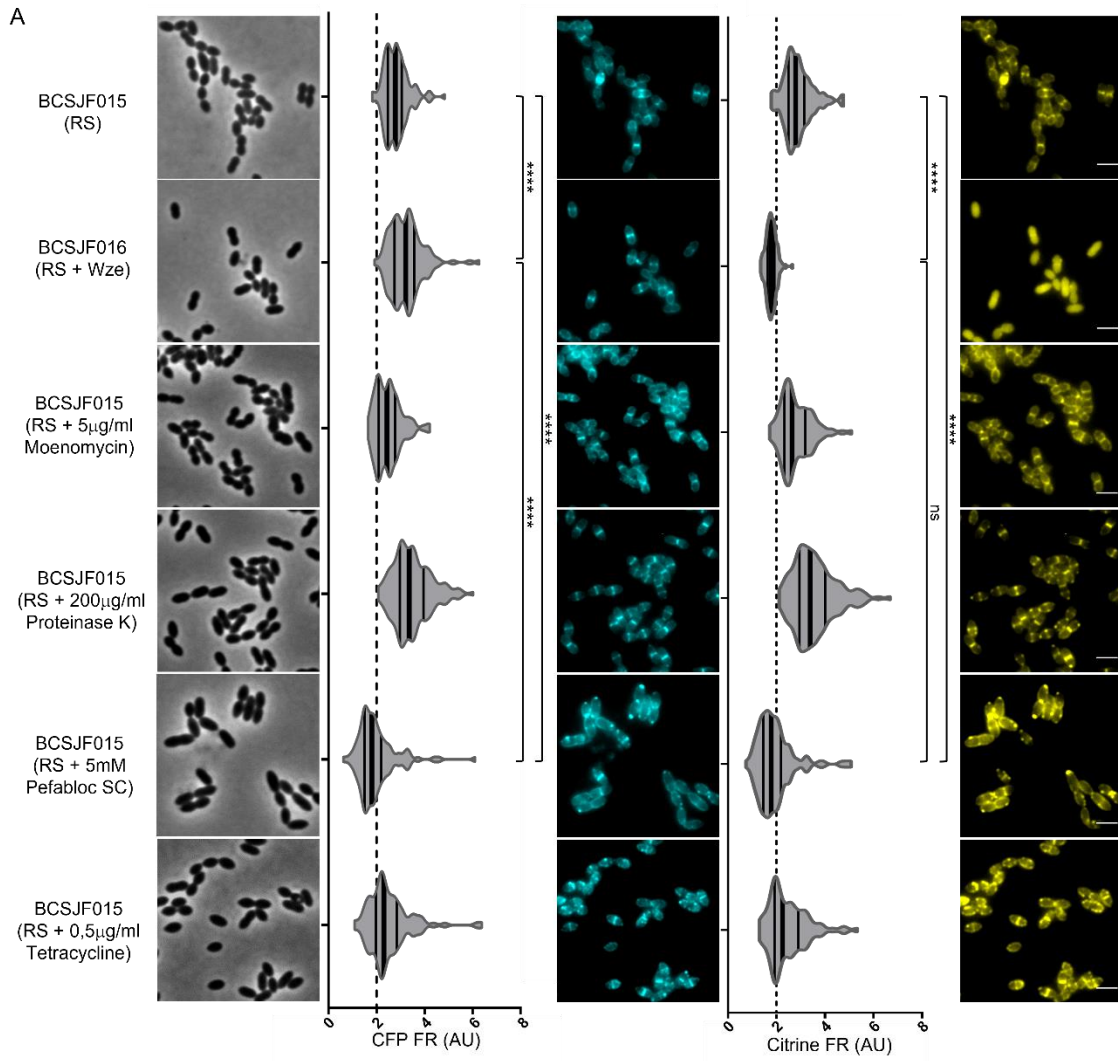 A
BCSJF015
(RS)
BCSJF016
(RS + Wze)
BCSJF015
(RS + 5µg/ml
Moenomycin)
BCSJF015
(RS + 200µg/ml
Proteinase K)
BCSJF015
(RS + 5mM
Pefabloc SC)
BCSJF015
(RS + 0,5µg/ml
Tetracycline)
****
****
****
****
****
ns
0 2 4 6 8
CFP FR (AU)
0 2 4 6 8
Citrine FR (AU)